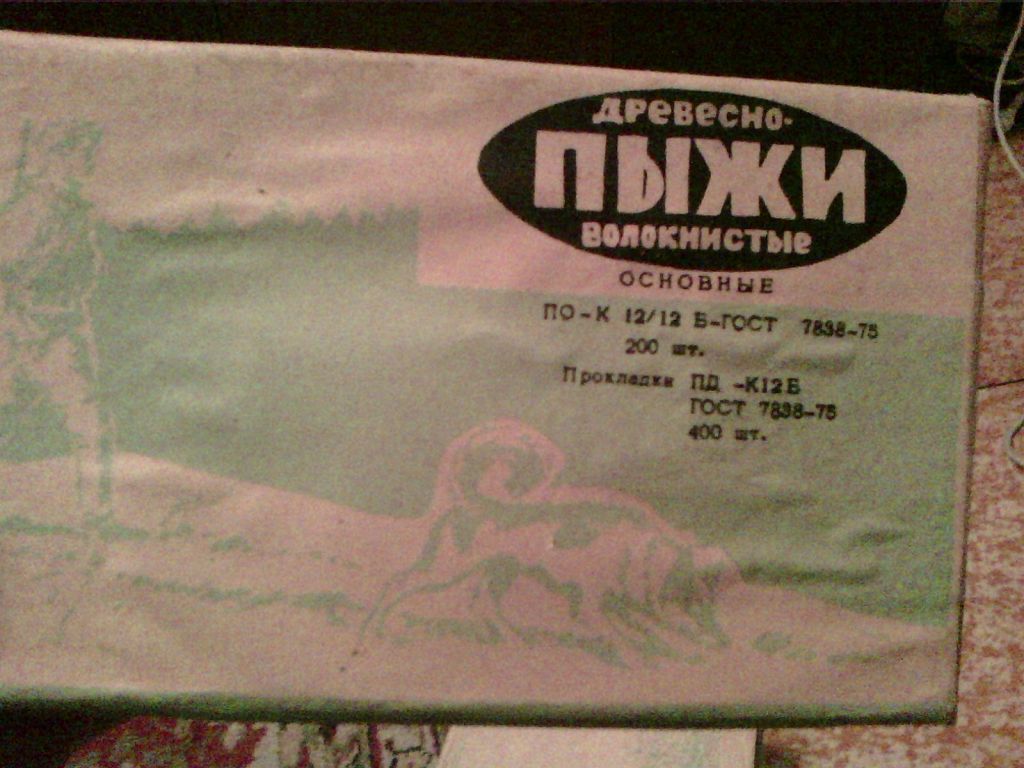 ДРЕВЕСНО-
ПЫЖИ
ВОЛОКНИСТЫЕ
ОСНОВНЫЕ
ПО-К 12/12 Б-ГОСТ 7838-75
200 шт.
Прокладки ПД -К12Б
ГОСТ 7838-75
400 шт.